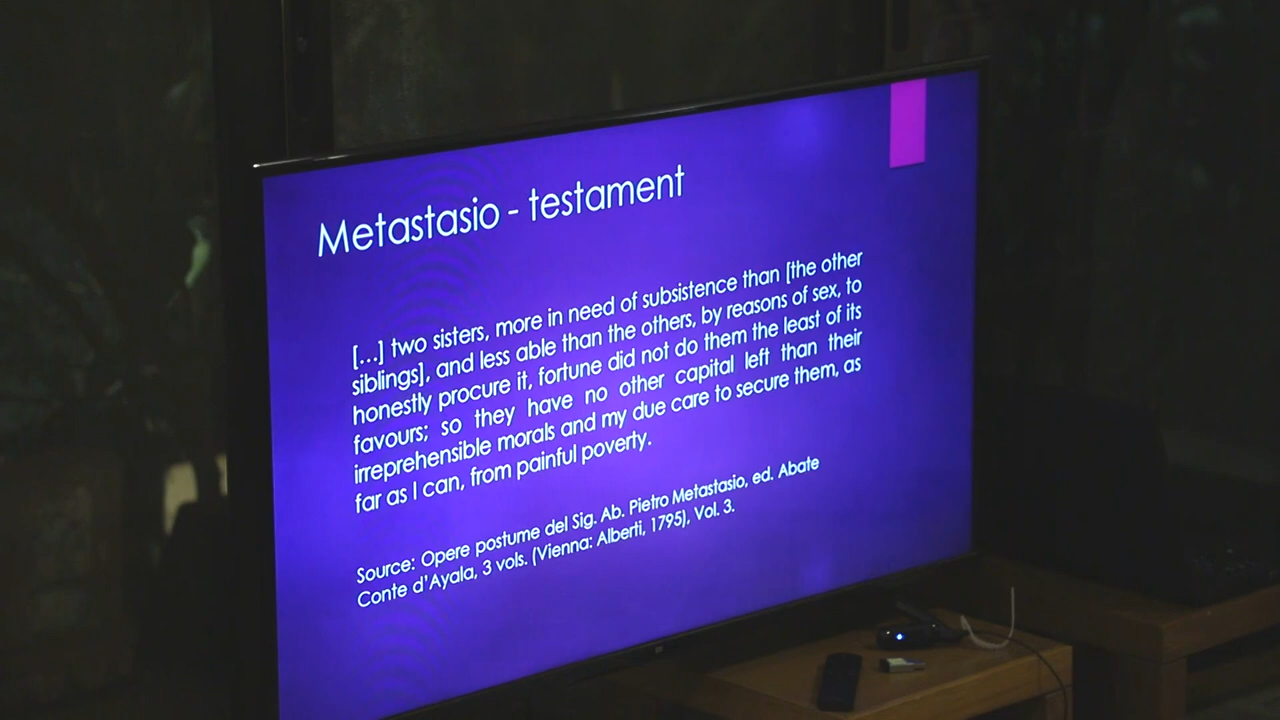 Metastasio - testament
[...] two sisters, more in need of subsistence than [the other
siblings], and less able than the others, by reasons of sex, to
honestly procure it, fortune did not do them the least of its
favours; so they have no other capital left than their
irreprehensible morals and my due care to secure them, as
far as I can, from painful poverty.
Source: Opere postume del Sig. Ab. Pietro Metastasio, ed. Abate
Conte d'Ayala, 3 vols. (Vienna: Alberti, 1795), Vol. 3.